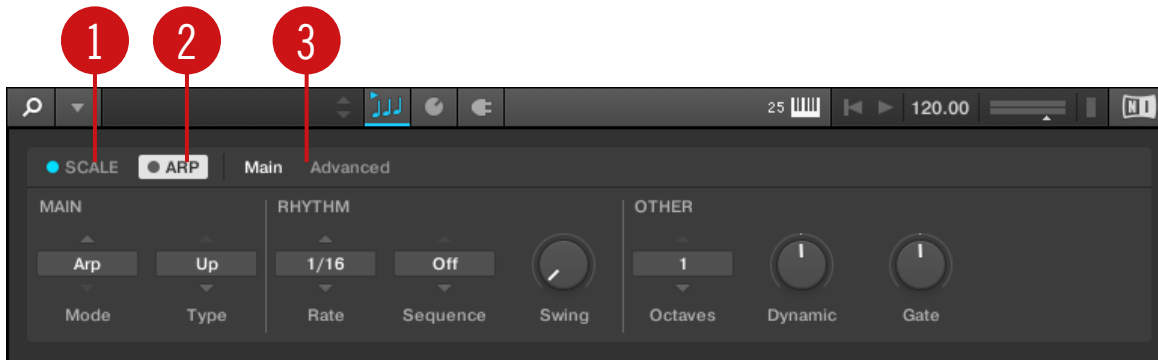 1 2 3
25 120.00 NI
SCALE ARP Main Advanced
MAIN RHYTHM OTHER
Arp Up 1/16 Off 1
Mode Type Rate Sequence Swing Octaves Dynamic Gate